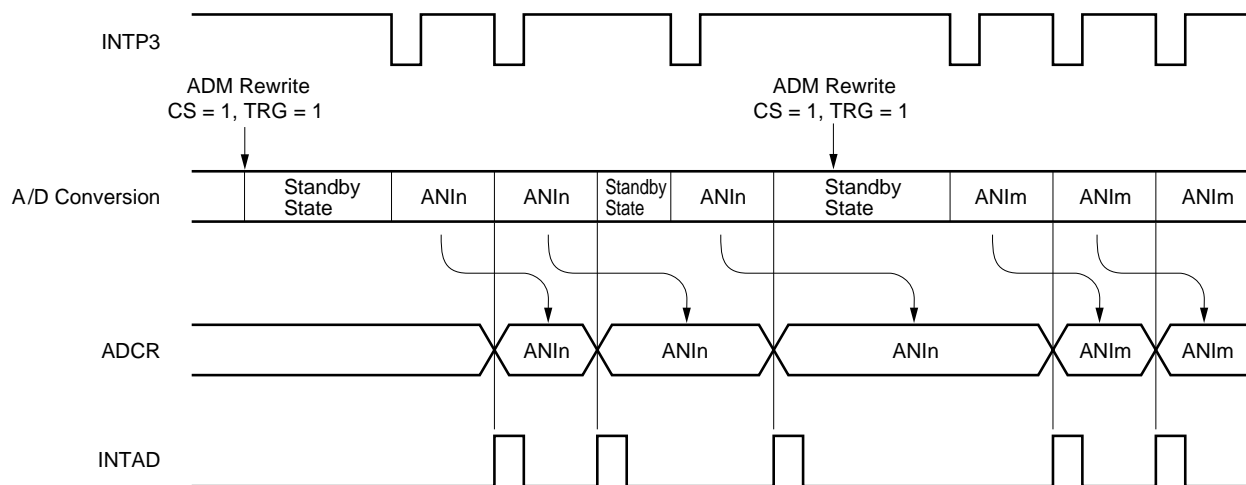 INTP3
ADM Rewrite
CS = 1, TRG = 1
ADM Rewrite
CS = 1, TRG = 1
A/D Conversion
Standby
State
ANIn
ANIn
Standby
State
ANIn
Standby
State
ANIm
ANIm
ANIm
ADCR
ANIn
ANIn
ANIn
ANIm
ANIm
INTAD